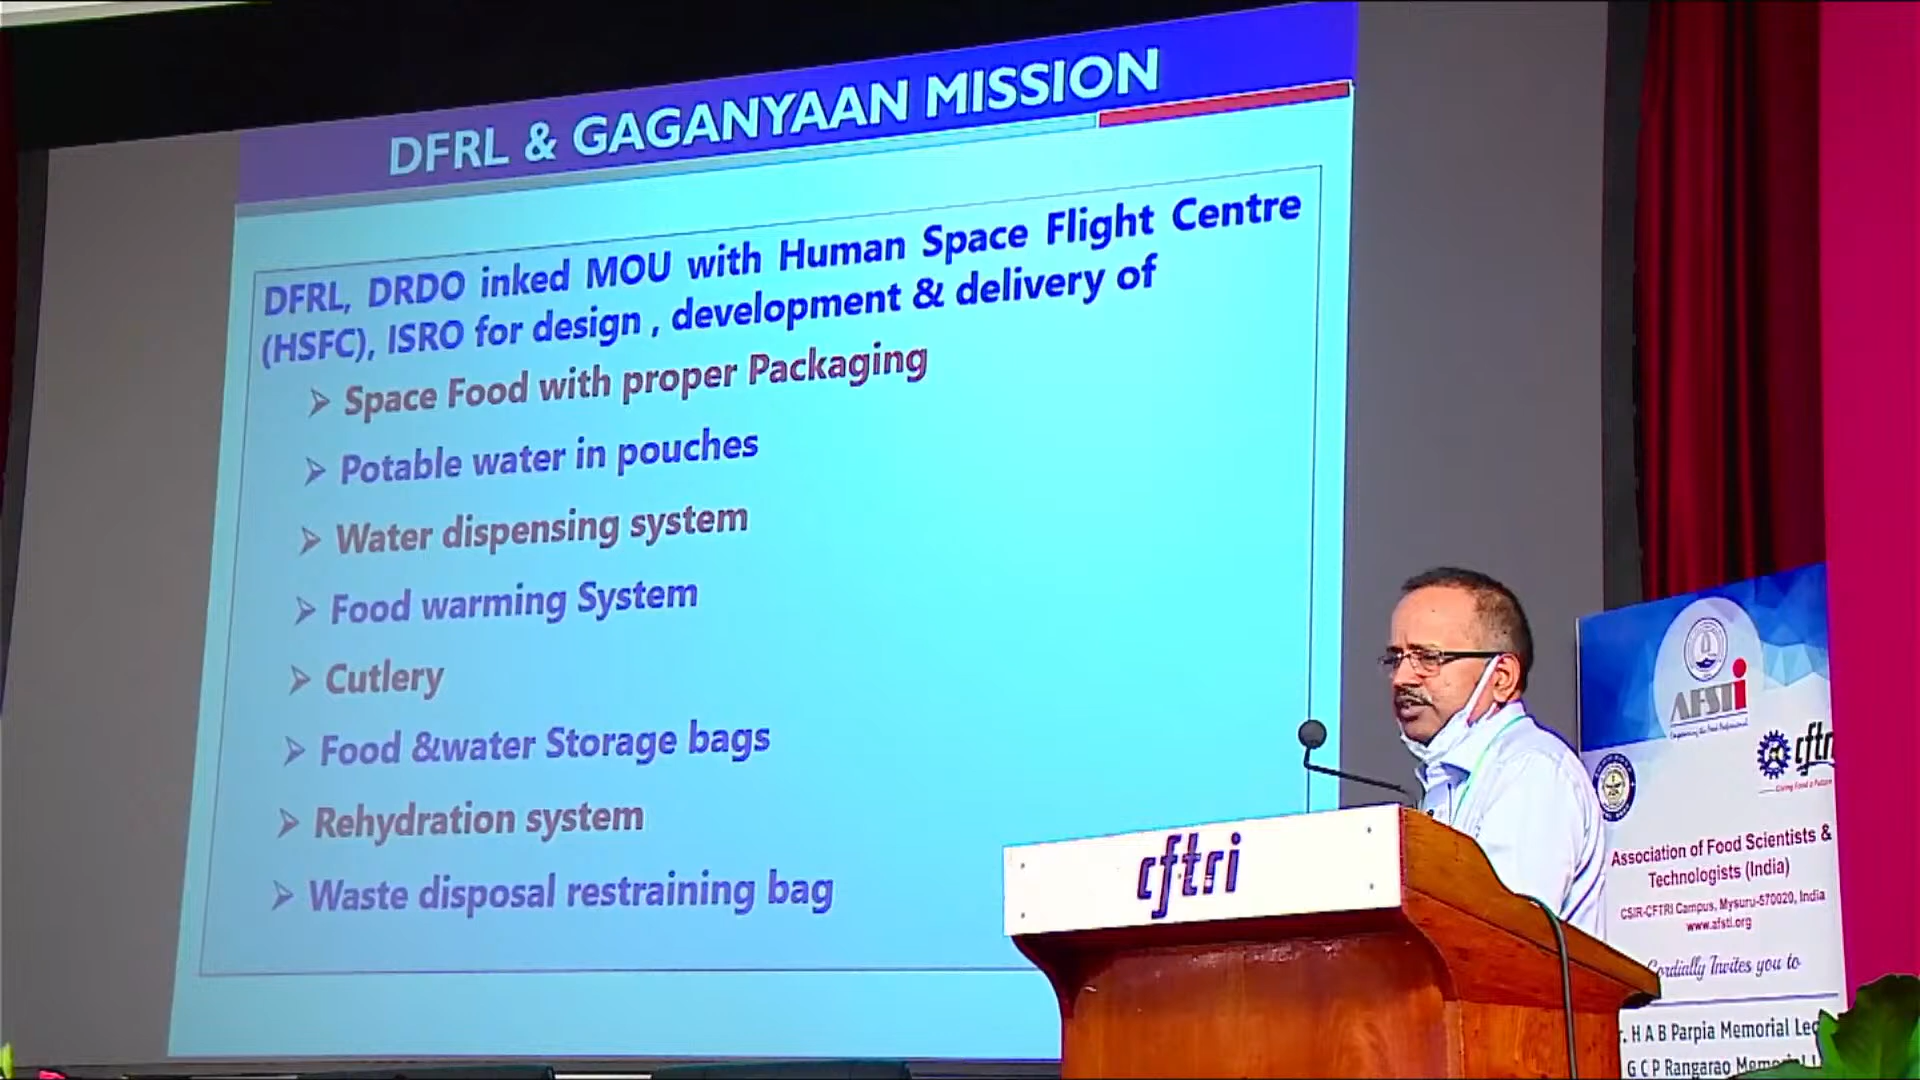 DFRL & GAGANYAAN MISSION
DFRL, DRDO inked MOU with Human Space Flight Centre
(HSFC), ISRO for design , development & delivery of
➢ Space Food with proper Packaging
➢ Potable water in pouches
➢ Water dispensing system
➢ Food warming System
➢ Cutlery
➢ Food &water Storage bags
➢ Rehydration system
➢ Waste disposal restraining bag
cftri
AFSTi
cftri
Association of Food Scientists &
Technologists (India)
CSIR-CFTRI Campus, Mysuru-570020, India
www.afsti.org
Cordially Invites you to
. H A B Parpia Memorial Lec
G C P Rangarao Memorial